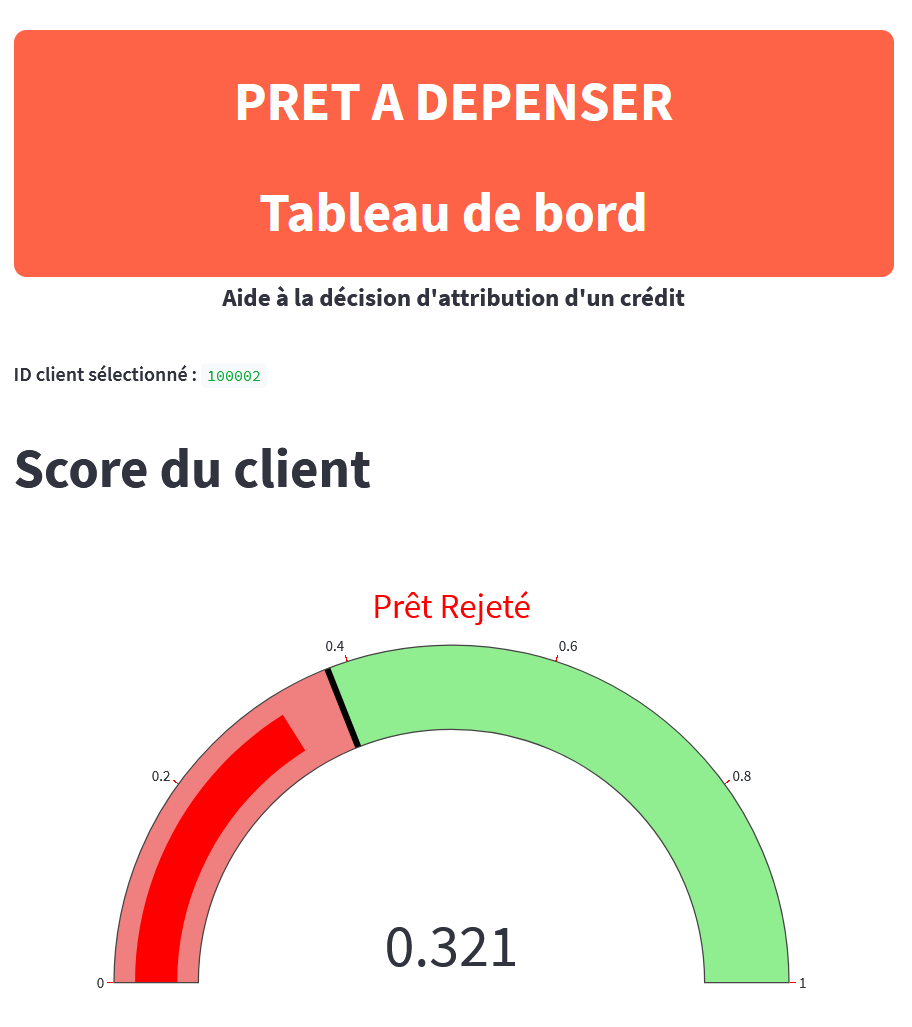 PRET A DEPENSER
Tableau de bord
Aide à la décision d'attribution d'un crédit
ID client sélectionné : 100002
Score du client
Prêt Rejeté
0.4
0.6
0.2
0.8
0.321
0
1